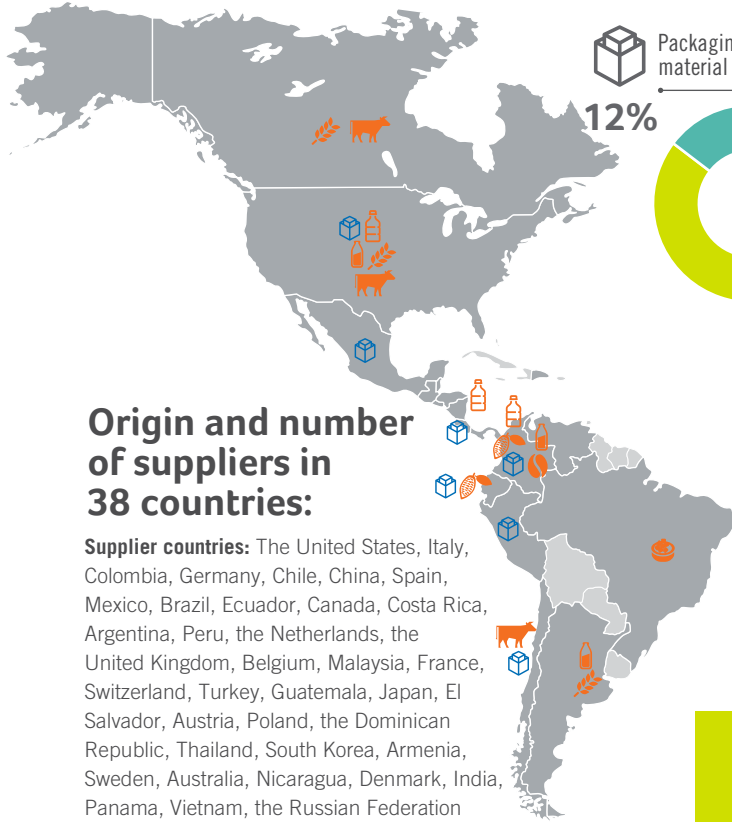 Packagin
material
12%
Origin and number
of suppliers in
38 countries:
Supplier countries: The United States, Italy,
Colombia, Germany, Chile, China, Spain,
Mexico, Brazil, Ecuador, Canada, Costa Rica,
Argentina, Peru, the Netherlands, the
United Kingdom, Belgium, Malaysia, France,
Switzerland, Turkey, Guatemala, Japan, El
Salvador, Austria, Poland, the Dominican
Republic, Thailand, South Korea, Armenia,
Sweden, Australia, Nicaragua, Denmark, India,
Panama, Vietnam, the Russian Federation